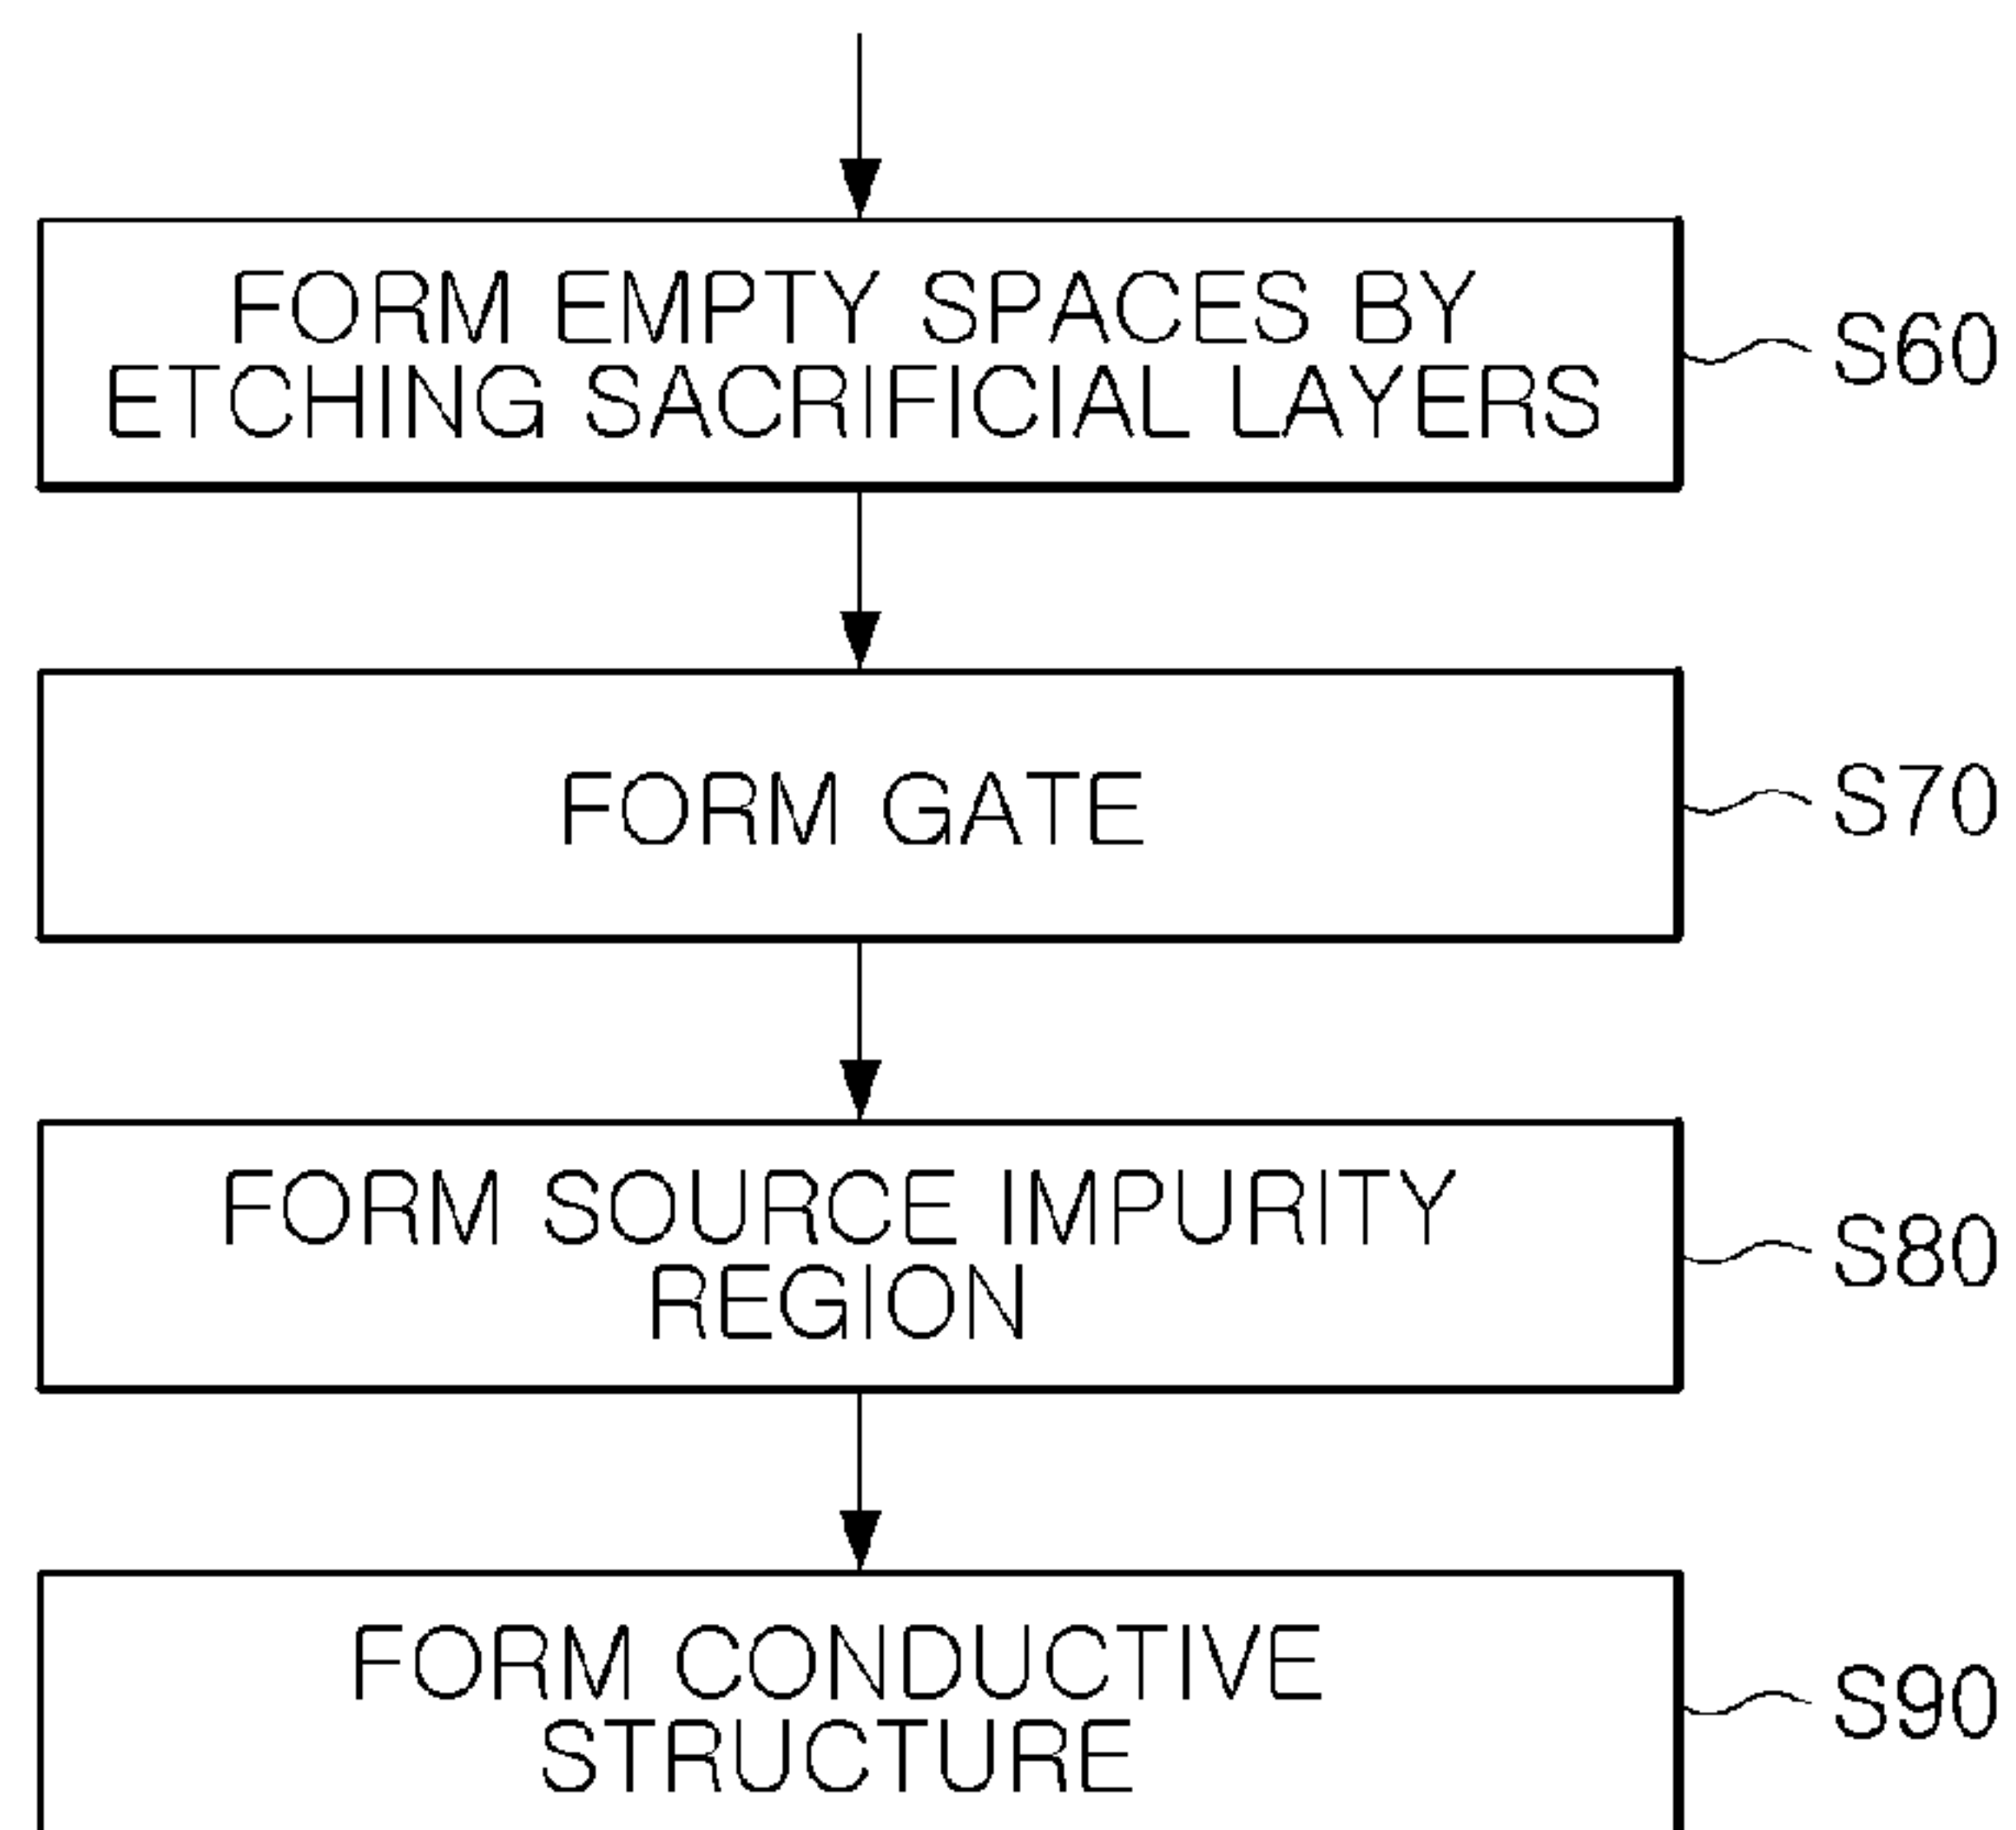 FORM EMPTY SPACES BY
ETCHING SACRIFICIAL LAYERS
S60
FORM GATE
S70
FORM SOURCE IMPURITY
REGION
S80
FORM CONDUCTIVE
STRUCTURE
S90